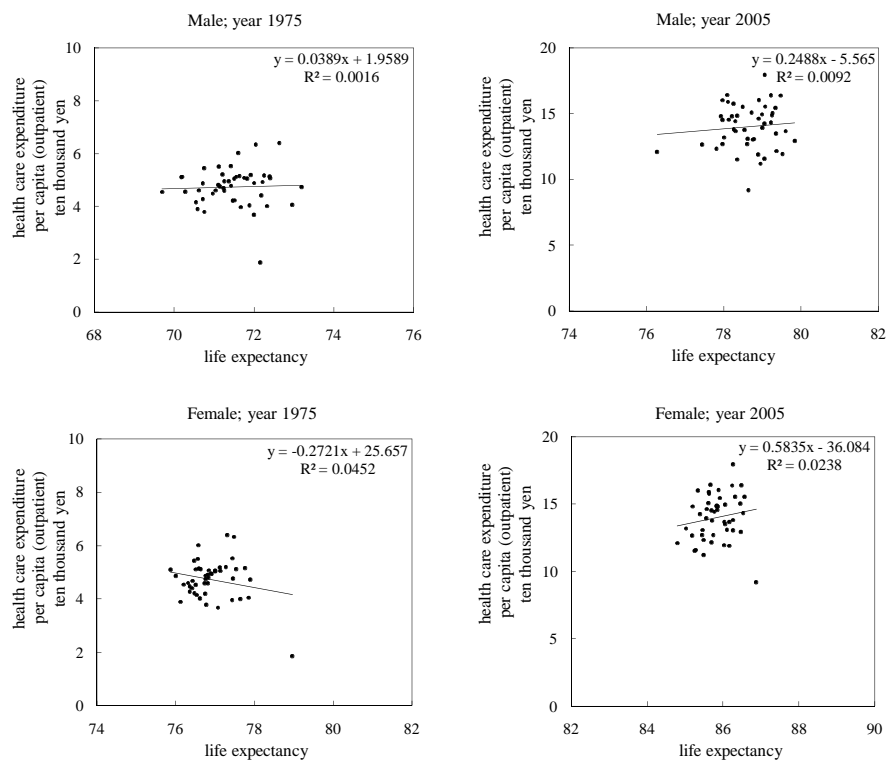 Male; year 1975
health care expenditure
per capita (outpatient)
ten thousand yen
10
8
6
4
2
0
y = 0.0389x + 1.9589
R² = 0.0016
68 70 72 74 76
life expectancy
Male; year 2005
health care expenditure
per capita (outpatient)
ten thousand yen
20
15
10
5
0
y = 0.2488x - 5.565
R² = 0.0092
74 76 78 80 82
life expectancy
Female; year 1975
health care expenditure
per capita (outpatient)
ten thousand yen
10
8
6
4
2
0
y = -0.2721x + 25.657
R² = 0.0452
74 76 78 80 82
life expectancy
Female; year 2005
health care expenditure
per capita (outpatient)
ten thousand yen
20
15
10
5
0
y = 0.5835x - 36.084
R² = 0.0238
82 84 86 88 90
life expectancy